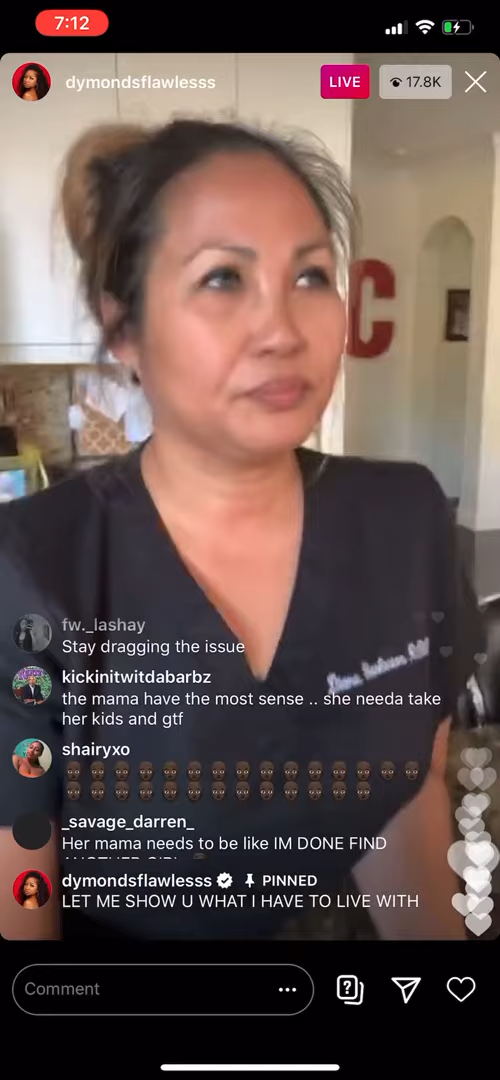 7:12
dymondsflawlesss
LIVE
17.8K
C
fw._lashay
Stay dragging the issue
kickinitwitdabarbz
the mama have the most sense .. she needa take
her kids and gtf
shairyxo
_savage_darren_
Her mama needs to be like IM DONE FIND
dymondsflawlesss PINNED
LET ME SHOW U WHAT I HAVE TO LIVE WITH
Comment